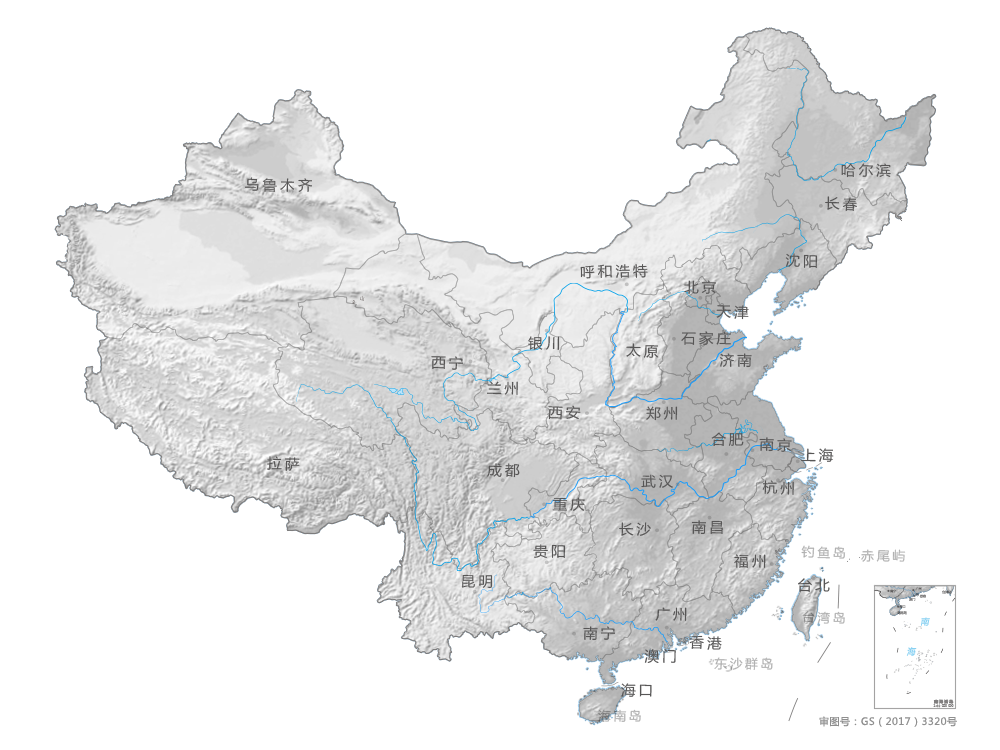 乌鲁木齐
哈尔滨
长春
沈阳
呼和浩特
北京
天津
银川
石家庄
太原
济南
西宁
兰州
西安
郑州
合肥
南京
上海
拉萨
成都
武汉
杭州
重庆
长沙
南昌
贵阳
福州
钓鱼岛
赤尾屿
昆明
台北
台湾岛
广州
南宁
香港
澳门
东沙群岛
海口
海南岛
南
海
审图号：GS（2017）3320号